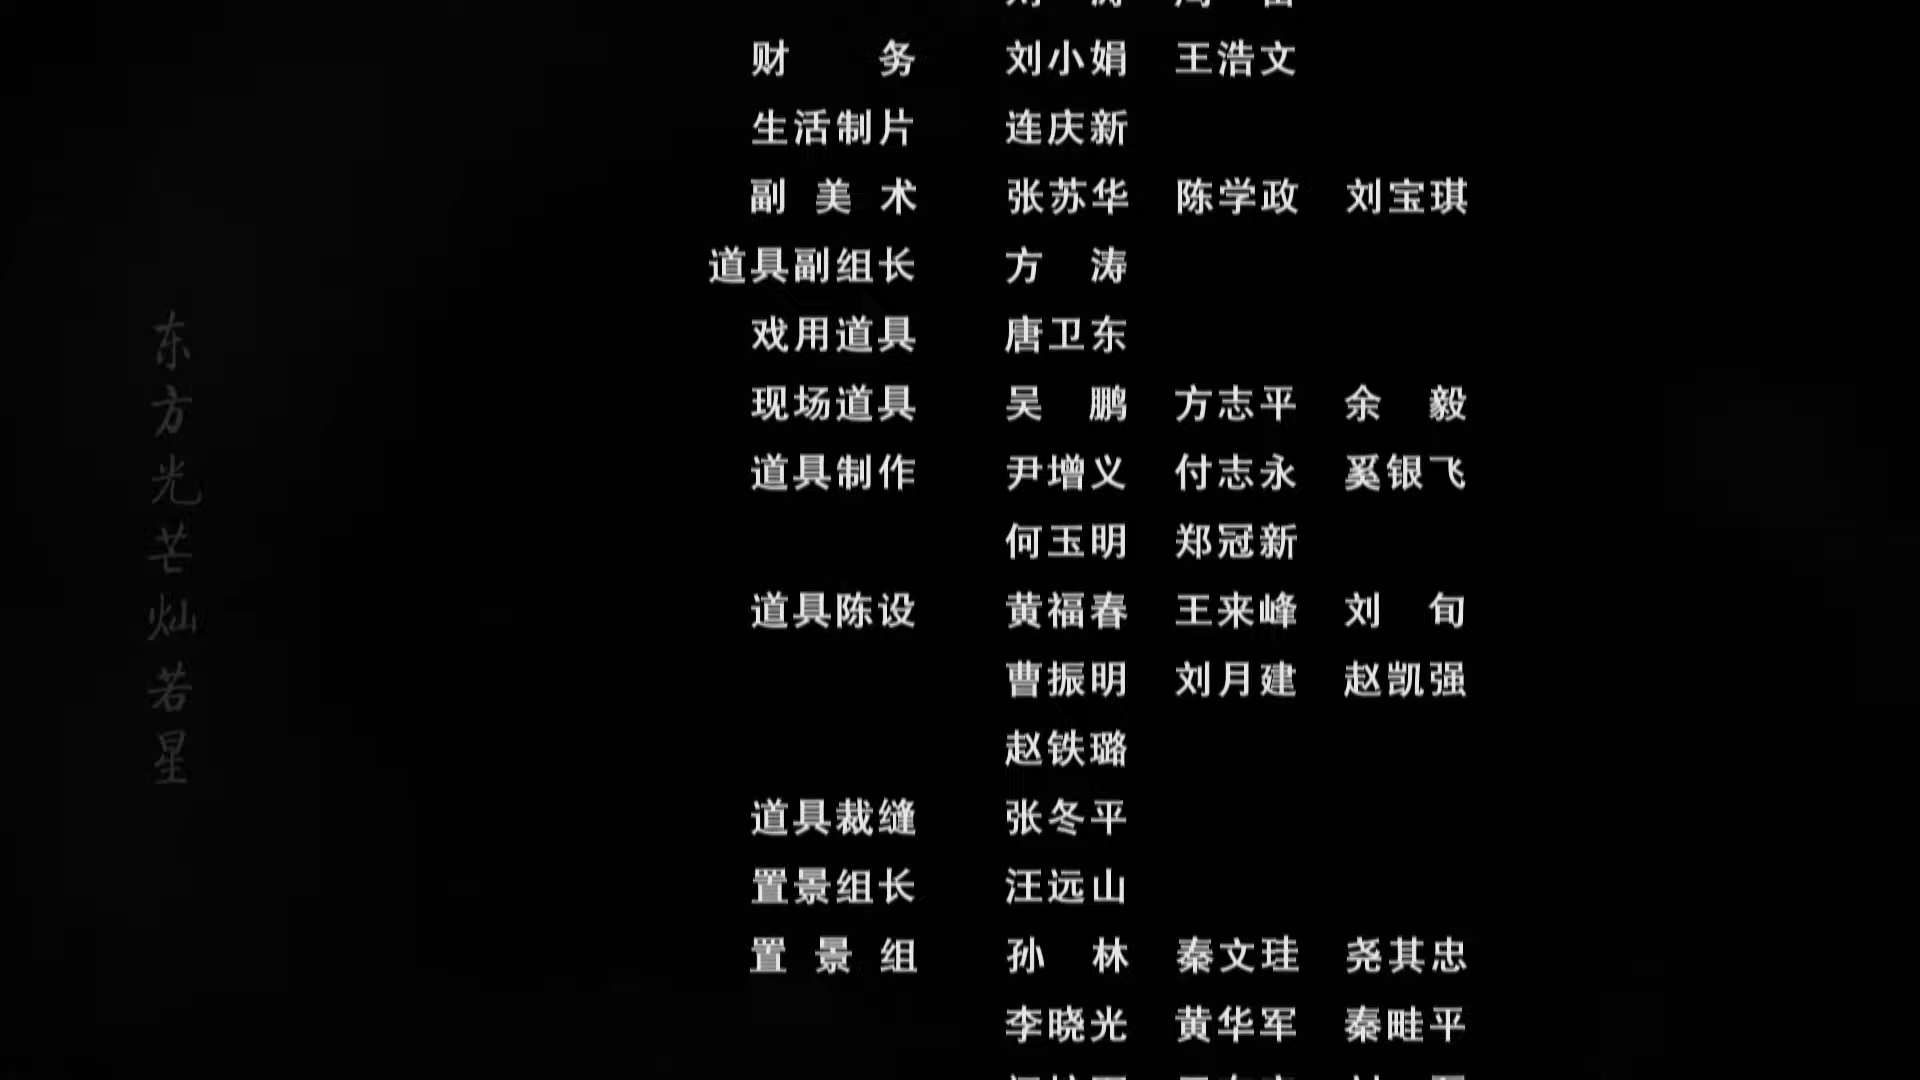 财务 刘小娟 王浩文
生活制片 连庆新
副美术 张苏华 陈学政 刘宝琪
道具副组长 方涛
戏用道具 唐卫东
现场道具 吴鹏 方志平 余毅
道具制作 尹增义 付志永 奚银飞
何玉明 郑冠新
道具陈设 黄福春 王来峰 刘旬
曹振明 刘月建 赵凯强
赵铁璐
道具裁缝 张冬平
置景组长 汪远山
置景组 孙林 秦文珪 尧其忠
李晓光 黄华军 秦畦平
东方光芒灿若星